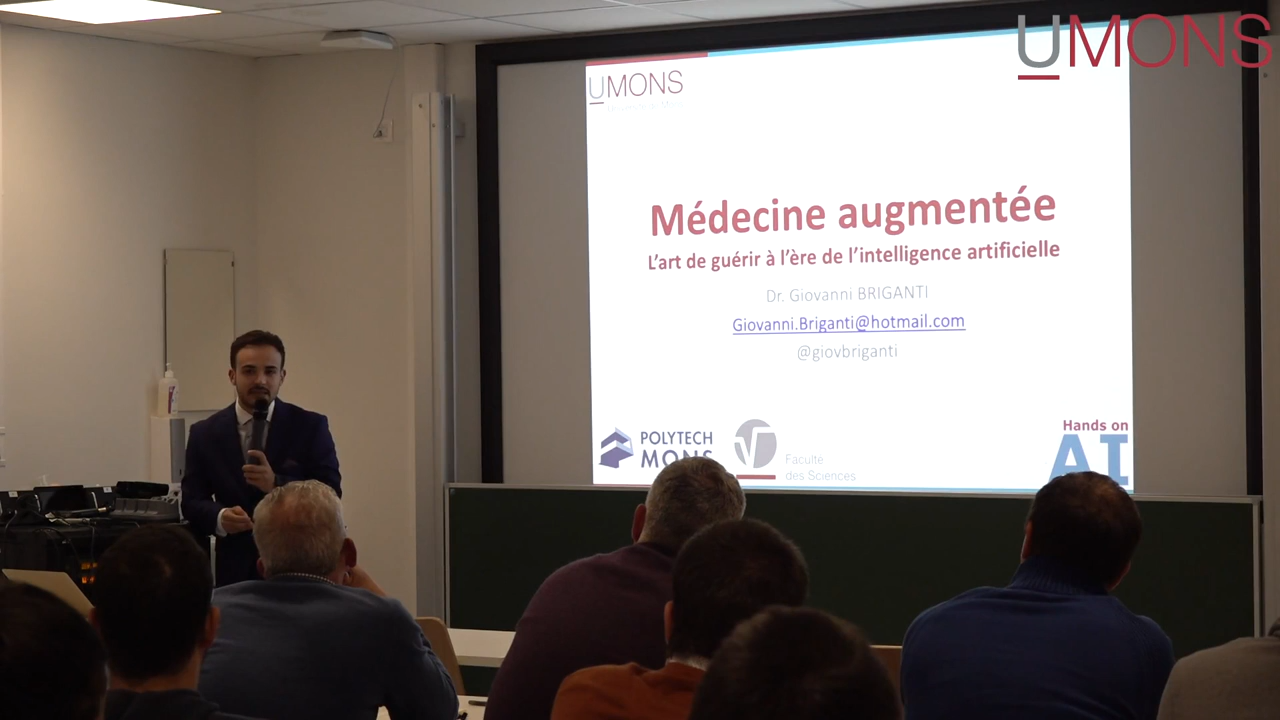 UMONS
UMONS
Médecine augmentée
L’art de guérir à l’ère de l’intelligence artificielle
Dr. Giovanni BRIGANTI
Giovanni.Briganti@hotmail.com
@giovbriganti
POLYTECH
MONS
Faculté
des Sciences
Hands on
AI